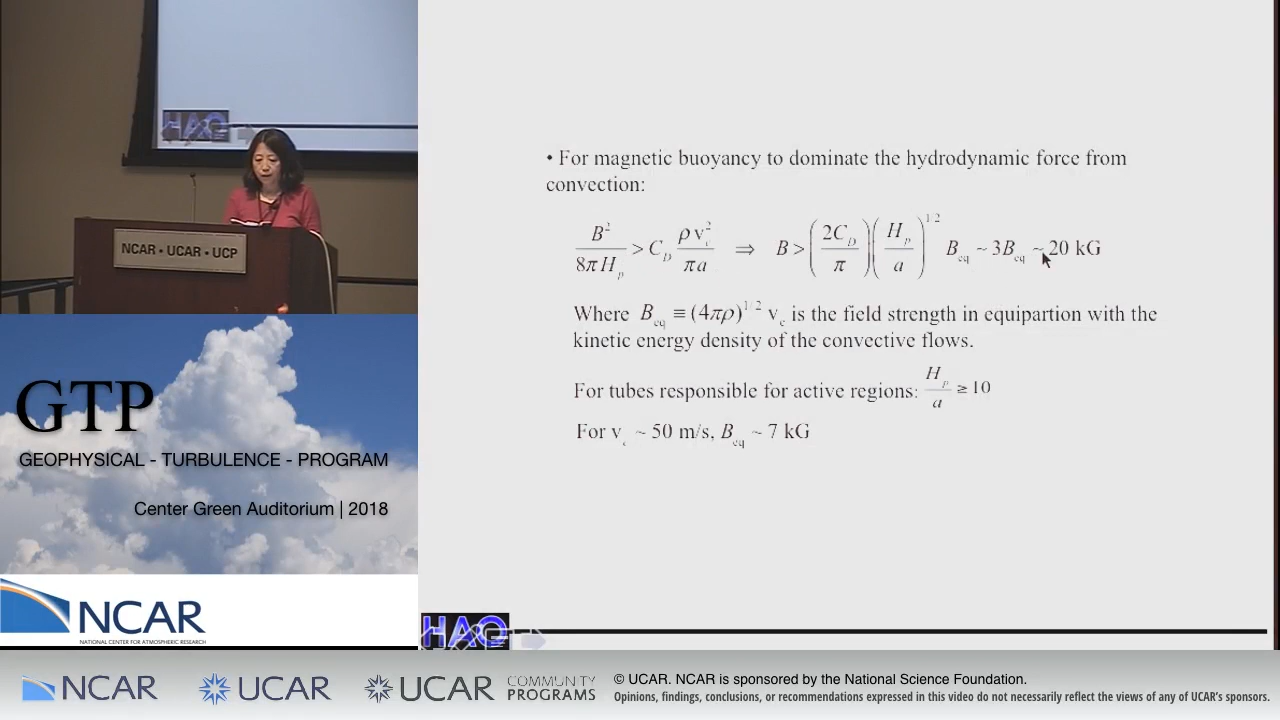 HAO
NCAR • UCAR • UCP
GTP
GEOPHYSICAL - TURBULENCE - PROGRAM
Center Green Auditorium | 2018
NCAR
NATIONAL CENTER FOR ATMOSPHERIC RESEARCH
• For magnetic buoyancy to dominate the hydrodynamic force from
convection:
B² / 8πH_p > C_D ρ v_c² / πa ⇒ B > (2C_D / π) (H_p / a)^1 2 B_eq ~ 3B_eq ~ 20 kG
Where B_eq ≡ (4πρ)^1/2 v_c is the field strength in equipartion with the
kinetic energy density of the convective flows.
For tubes responsible for active regions: H_p / a ≥ 10
For v_c ~ 50 m/s, B_eq ~ 7 kG
HAO
NCAR UCAR UCAR COMMUNITY
PROGRAMS
© UCAR. NCAR is sponsored by the National Science Foundation.
Opinions, findings, conclusions, or recommendations expressed in this video do not necessarily reflect the views of any of UCAR's sponsors.